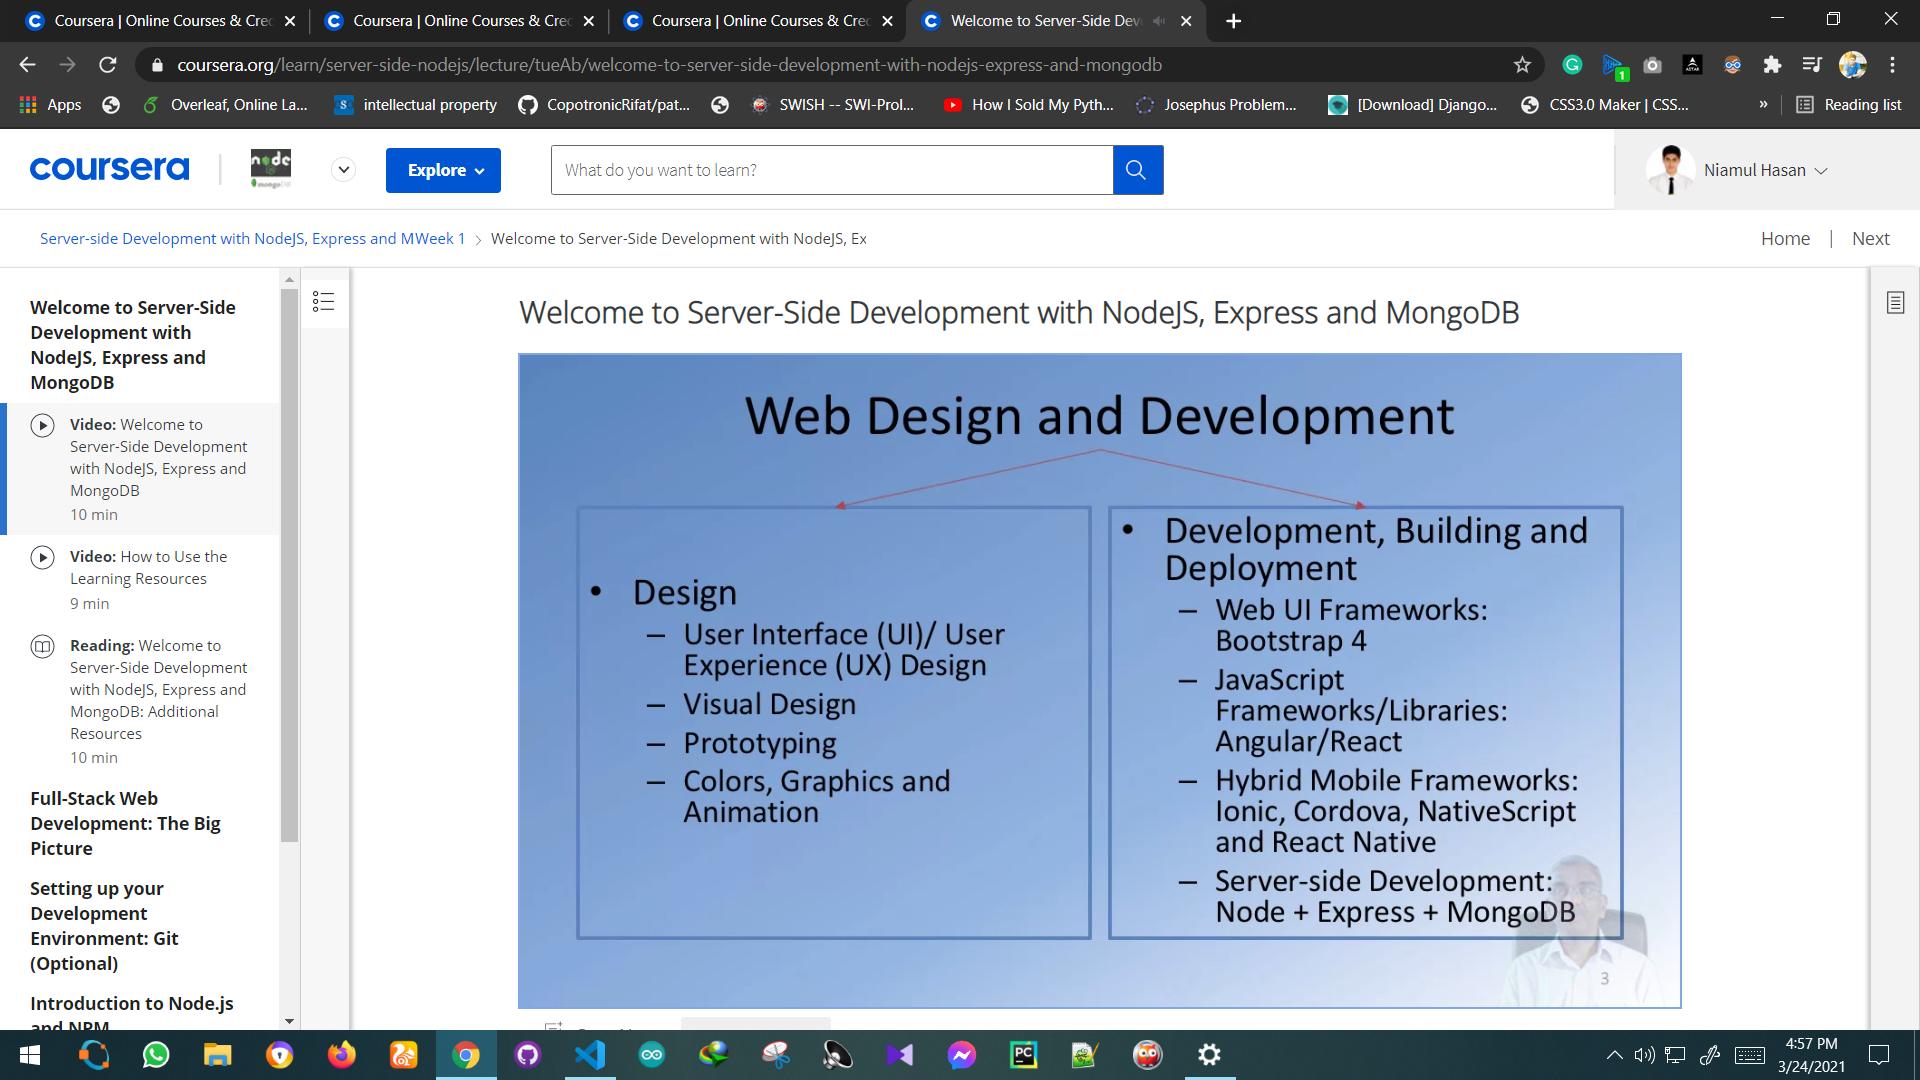 Coursera | Online Courses & Cre
Coursera | Online Courses & Cre
Coursera | Online Courses & Cre
Welcome to Server-Side Dev
coursera.org/learn/server-side-nodejs/lecture/tueAb/welcome-to-server-side-development-with-nodejs-express-and-mongodb
1
Apps
Overleaf, Online La...
intellectual property
CopotronicRifat/pat...
SWISH -- SWI-Prol...
How I Sold My Pyth...
Josephus Problem...
[Download] Django...
CSS3.0 Maker | CSS...
»
Reading list
coursera
node
mongoDB
Explore
What do you want to learn?
Niamul Hasan
Server-side Development with NodeJS, Express and MWeek 1
Welcome to Server-Side Development with NodeJS, Ex
Home | Next
Welcome to Server-Side
Development with
NodeJS, Express and
MongoDB
Video: Welcome to
Server-Side Development
with NodeJS, Express and
MongoDB
10 min
Video: How to Use the
Learning Resources
9 min
Reading: Welcome to
Server-Side Development
with NodeJS, Express and
MongoDB: Additional
Resources
10 min
Full-Stack Web
Development: The Big
Picture
Setting up your
Development
Environment: Git
(Optional)
Introduction to Node.js
and NPM
Welcome to Server-Side Development with NodeJS, Express and MongoDB
Web Design and Development
• Design
– User Interface (UI)/ User
Experience (UX) Design
– Visual Design
– Prototyping
– Colors, Graphics and
Animation
• Development, Building and
Deployment
– Web UI Frameworks:
Bootstrap 4
– JavaScript
Frameworks/Libraries:
Angular/React
– Hybrid Mobile Frameworks:
Ionic, Cordova, NativeScript
and React Native
– Server-side Development:
Node + Express + MongoDB
3
PC
4:57 PM
3/24/2021